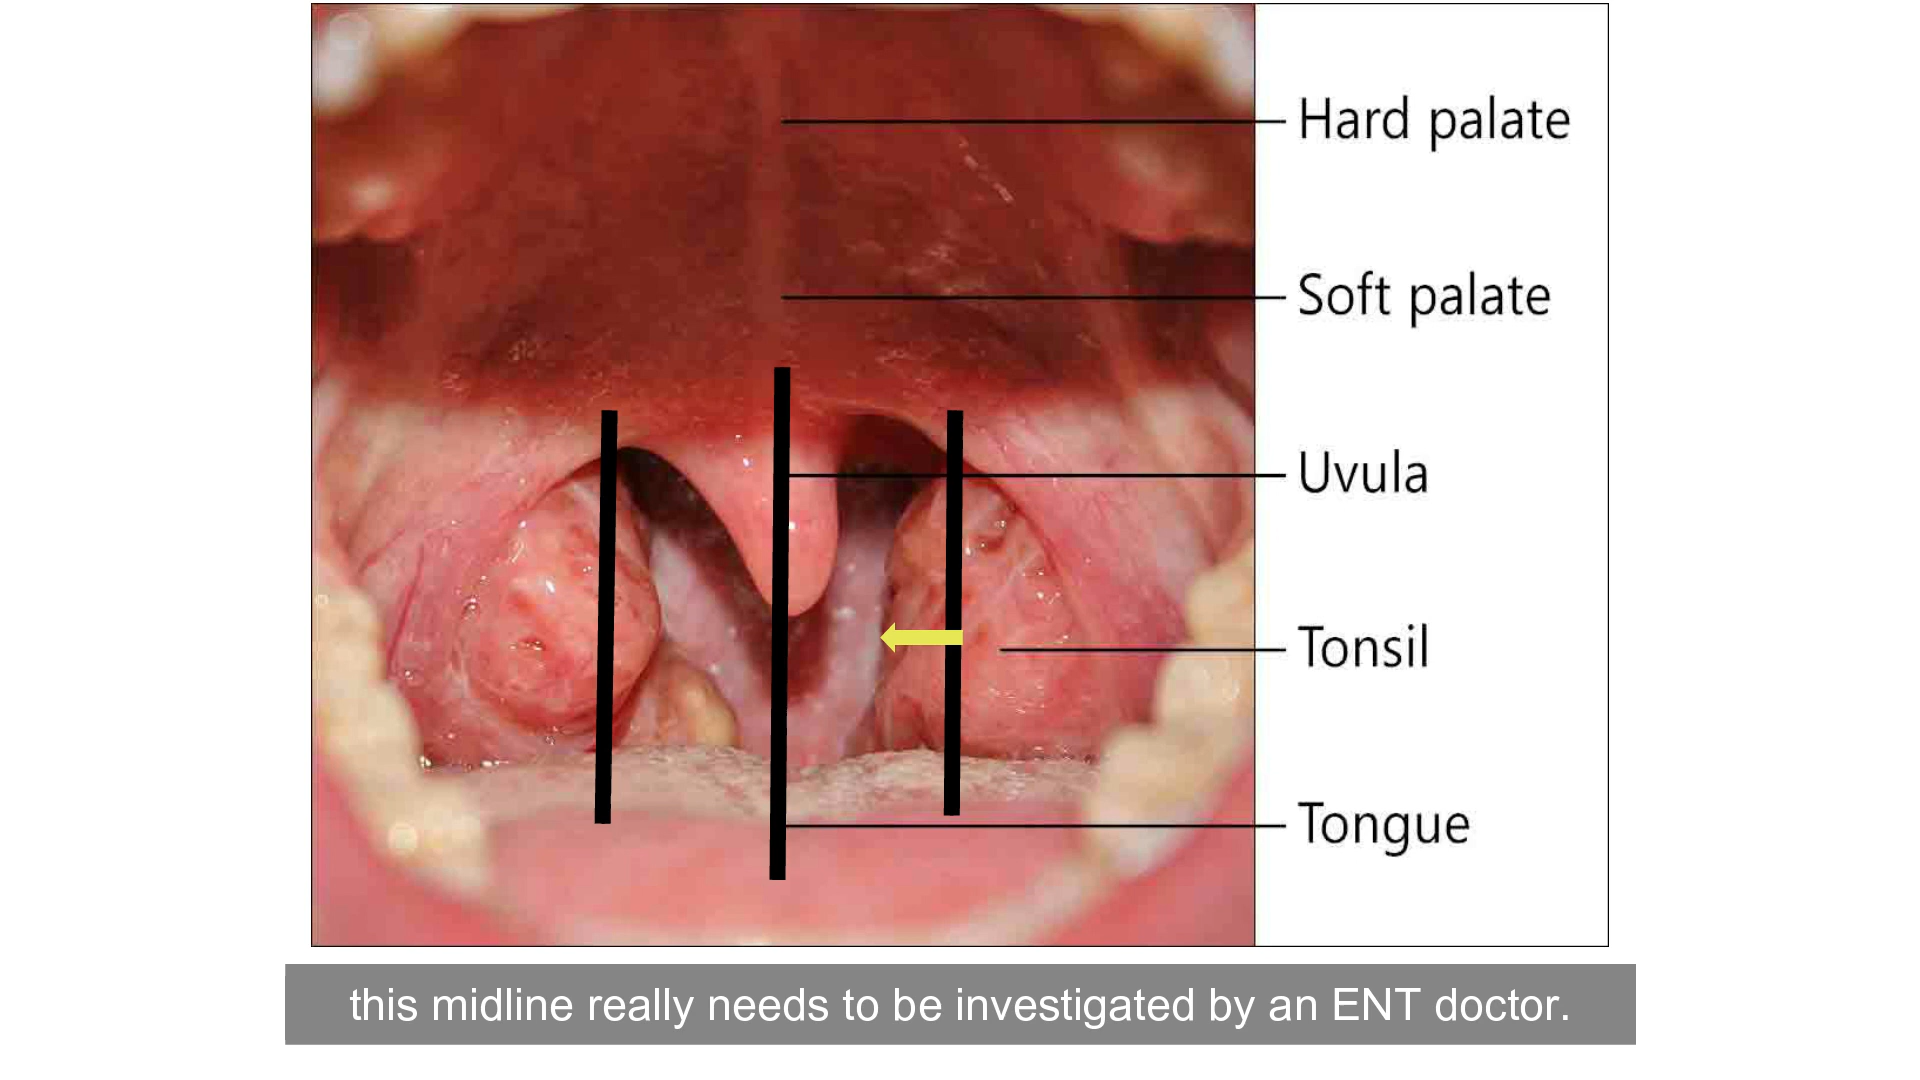 Hard palate
Soft palate
Uvula
Tonsil
Tongue
this midline really needs to be investigated by an ENT doctor.